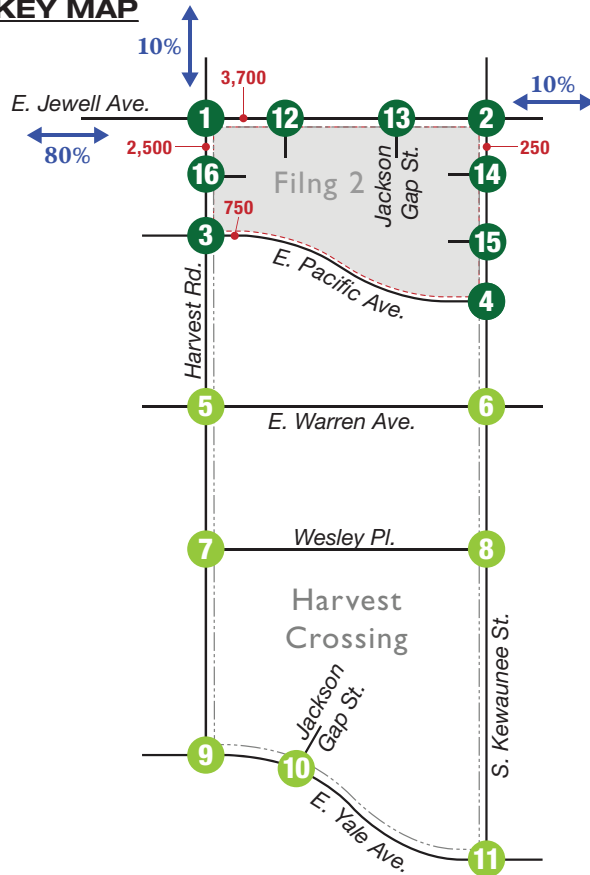 KEY MAP
10%
3,700
10%
E. Jewell Ave.
1
12
13
2
80%
2,500
250
16
Filng 2
Jackson
Gap St.
14
750
3
15
E. Pacific Ave.
4
Harvest Rd.
5
6
E. Warren Ave.
7
Wesley Pl.
8
Harvest
Crossing
S. Kewaunee St.
Jackson
Gap St.
9
10
E. Yale Ave.
11